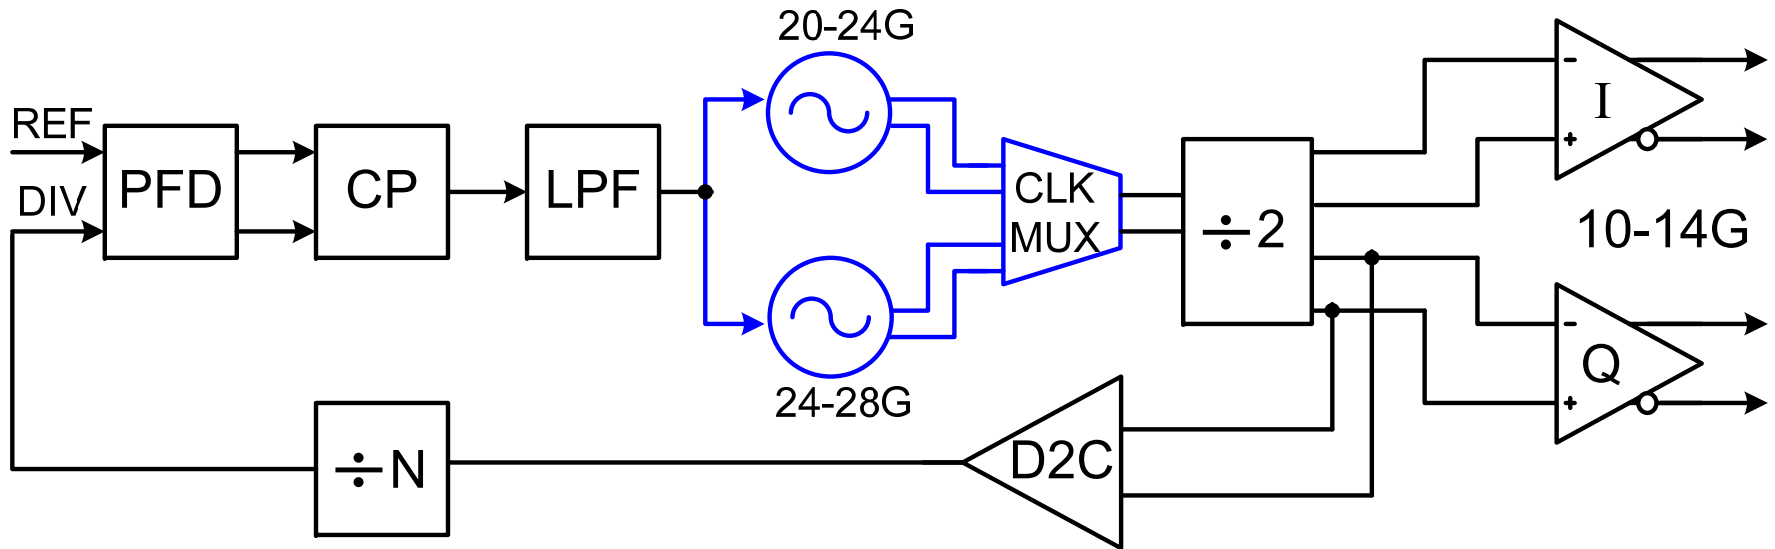 20-24G
REF
DIV
PFD
CP
LPF
CLK
MUX
÷2
I
10-14G
Q
24-28G
÷N
D2C